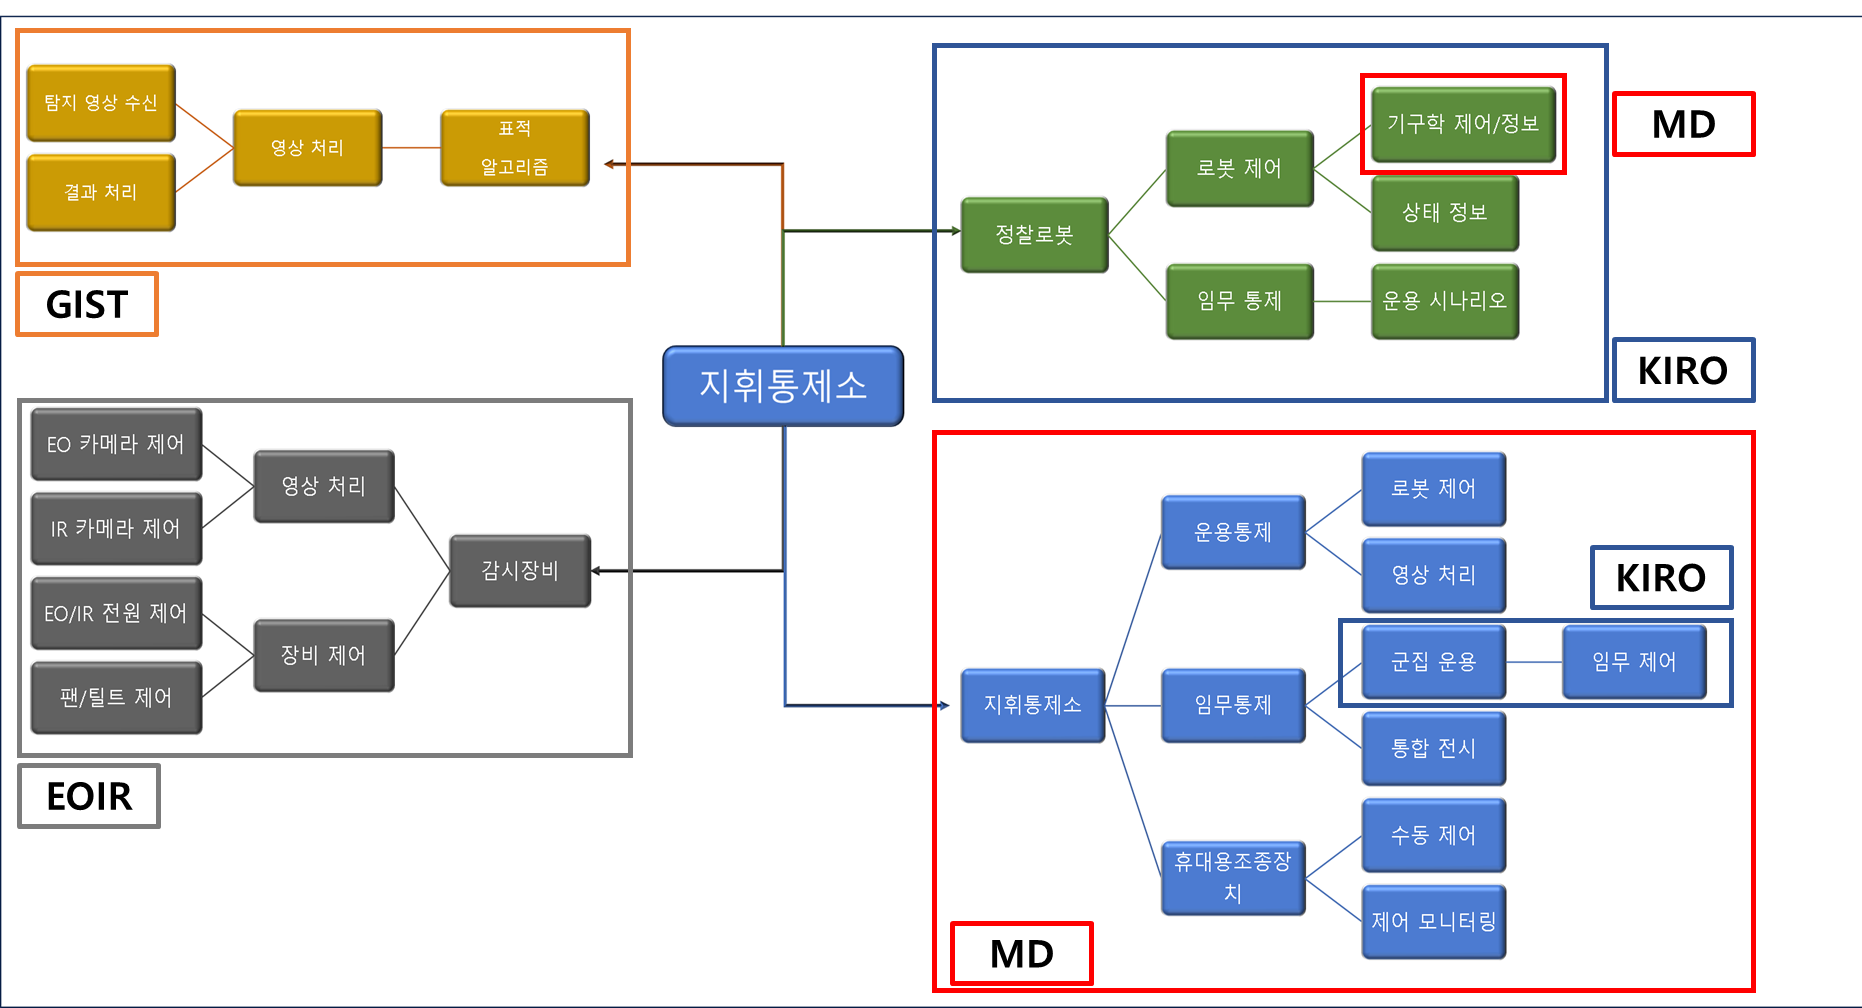 탐지 영상 수신
결과 처리
영상 처리
표적
알고리즘
GIST
정찰로봇
로봇 제어
임무 통제
기구학 제어/정보
상태 정보
운용 시나리오
MD
KIRO
지휘통제소
EO 카메라 제어
IR 카메라 제어
EO/IR 전원 제어
팬/틸트 제어
영상 처리
장비 제어
감시장비
EOIR
지휘통제소
운용통제
임무통제
휴대용조종장
치
로봇 제어
영상 처리
군집 운용
임무 제어
통합 전시
수동 제어
제어 모니터링
KIRO
MD